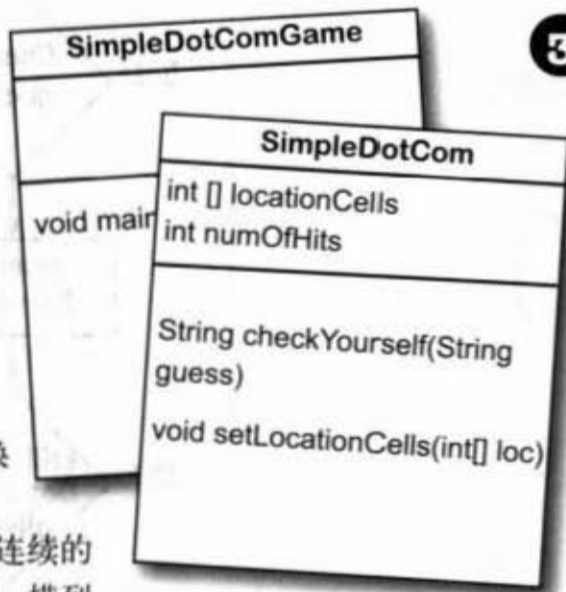 SimpleDotComGame
void main
SimpleDotCom
int [] locationCells
int numOfHits
String checkYourself(String
guess)
void setLocationCells(int[] loc)
连续的